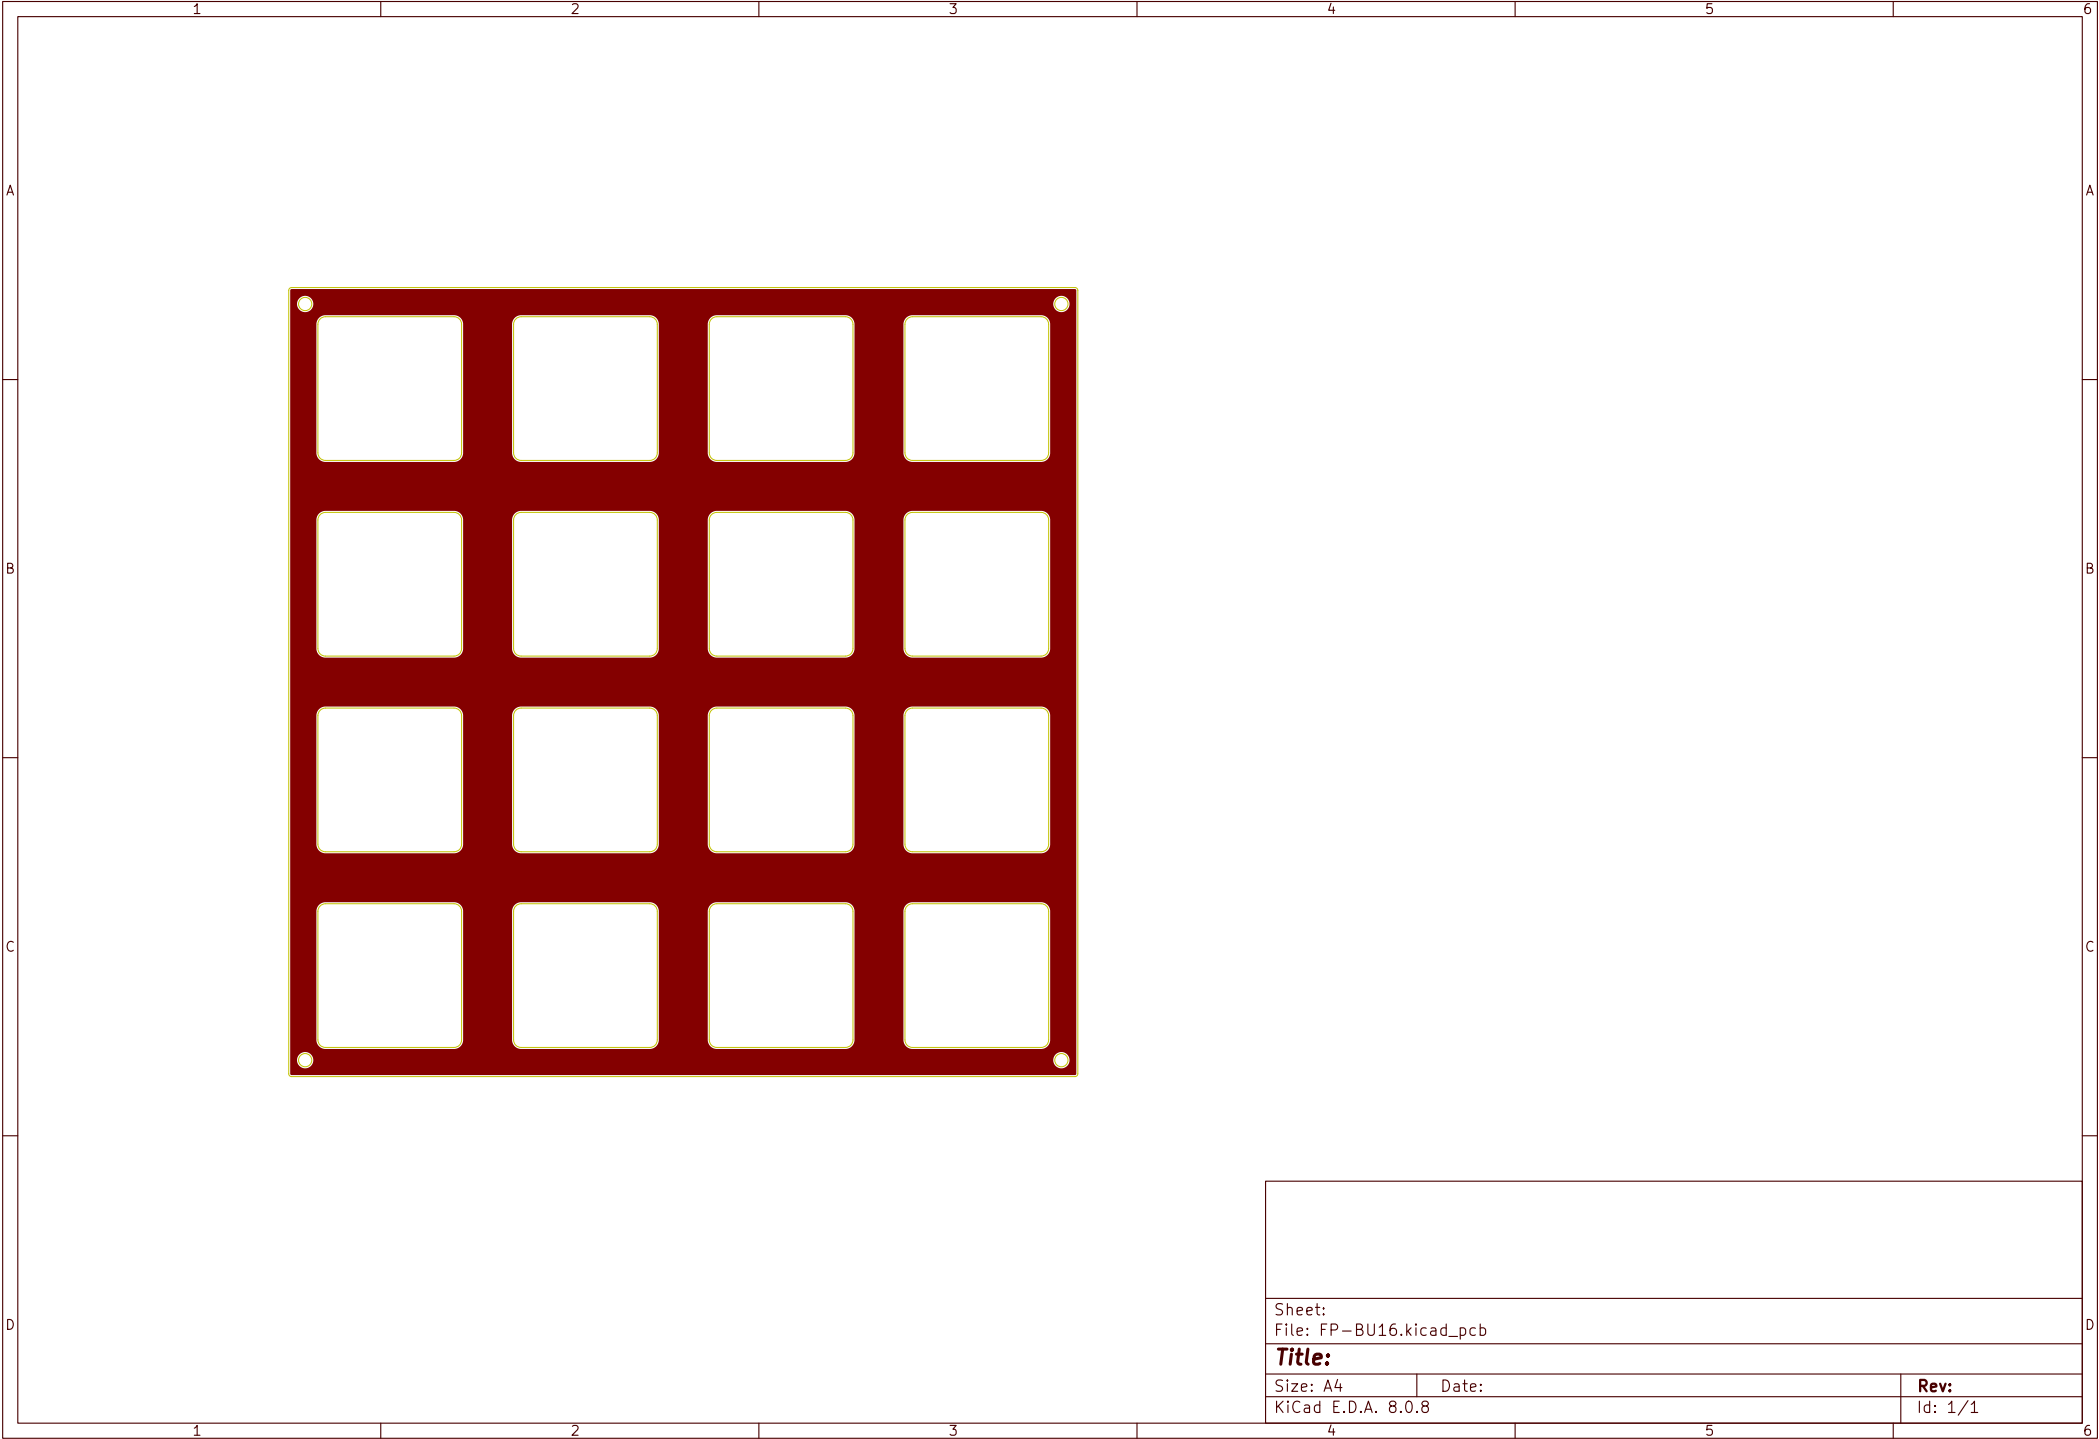 1 2 3 4 5 6
A A
B B
C C
Sheet:
File: FP-BU16.kicad_pcb
D D
Title:
Size: A4 Date: Rev:
KiCad E.D.A. 8.0.8 Id: 1/1
1 2 3 4 5 6